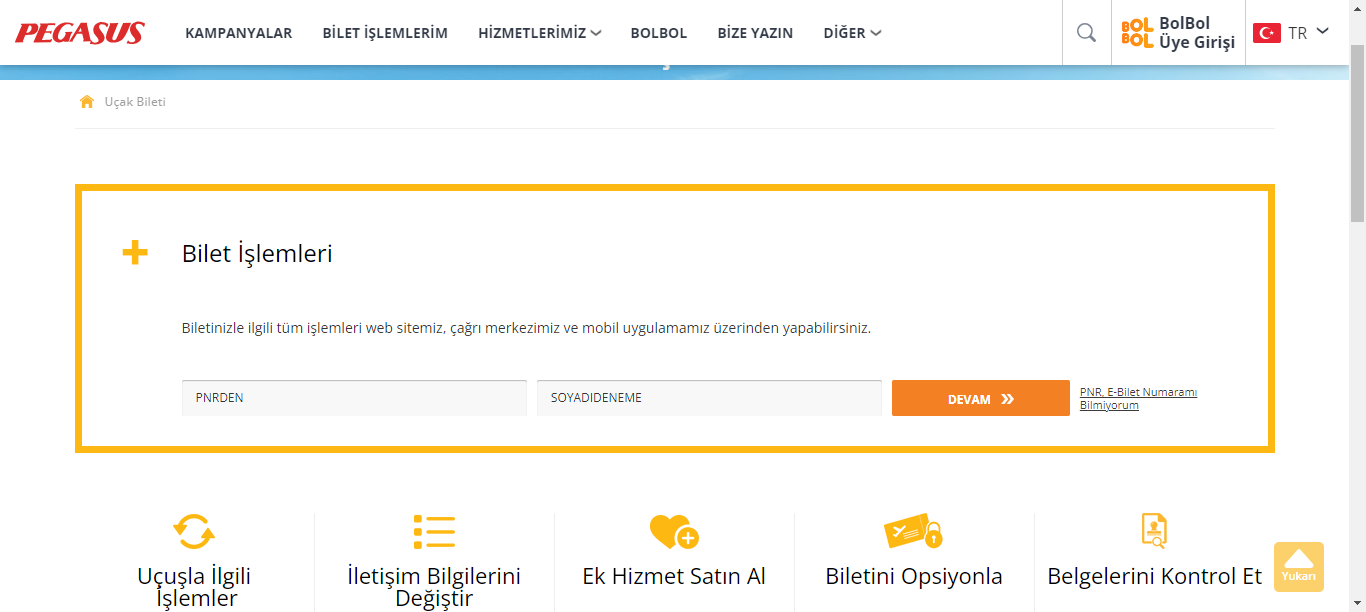 PEGASUS
KAMPANYALAR
BİLET İŞLEMLERİM
HİZMETLERİMİZ
BOLBOL
BİZE YAZIN
DİĞER
BOL
BOL
BolBol
Üye Girişi
TR
Uçak Bileti
Bilet İşlemleri
Biletinizle ilgili tüm işlemleri web sitemiz, çağrı merkezimiz ve mobil uygulamamız üzerinden yapabilirsiniz.
PNRDEN
SOYADIDENEME
DEVAM
PNR, E-Bilet Numaramı
Bilmiyorum
Uçuşla İlgili
İşlemler
İletişim Bilgilerini
Değiştir
Ek Hizmet Satın Al
Biletini Opsiyonla
Belgelerini Kontrol Et
Yukarı